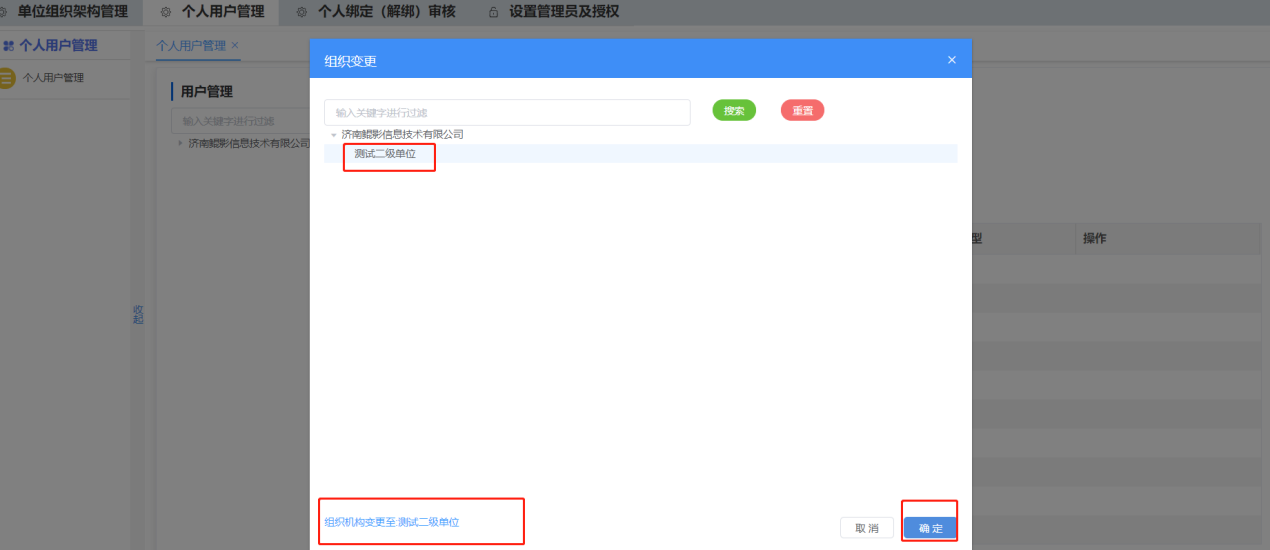 单位组织架构管理 个人用户管理 个人绑定（解绑）审核 设置管理员及授权
个人用户管理 个人用户管理 ×
个人用户管理
用户管理
输入关键字进行过滤
济南鲲影信息技术有限公司
收起
组织变更
输入关键字进行过滤 搜索 重置
济南鲲影信息技术有限公司
测试二级单位
型 操作
组织机构变更至:测试二级单位
取消 确定